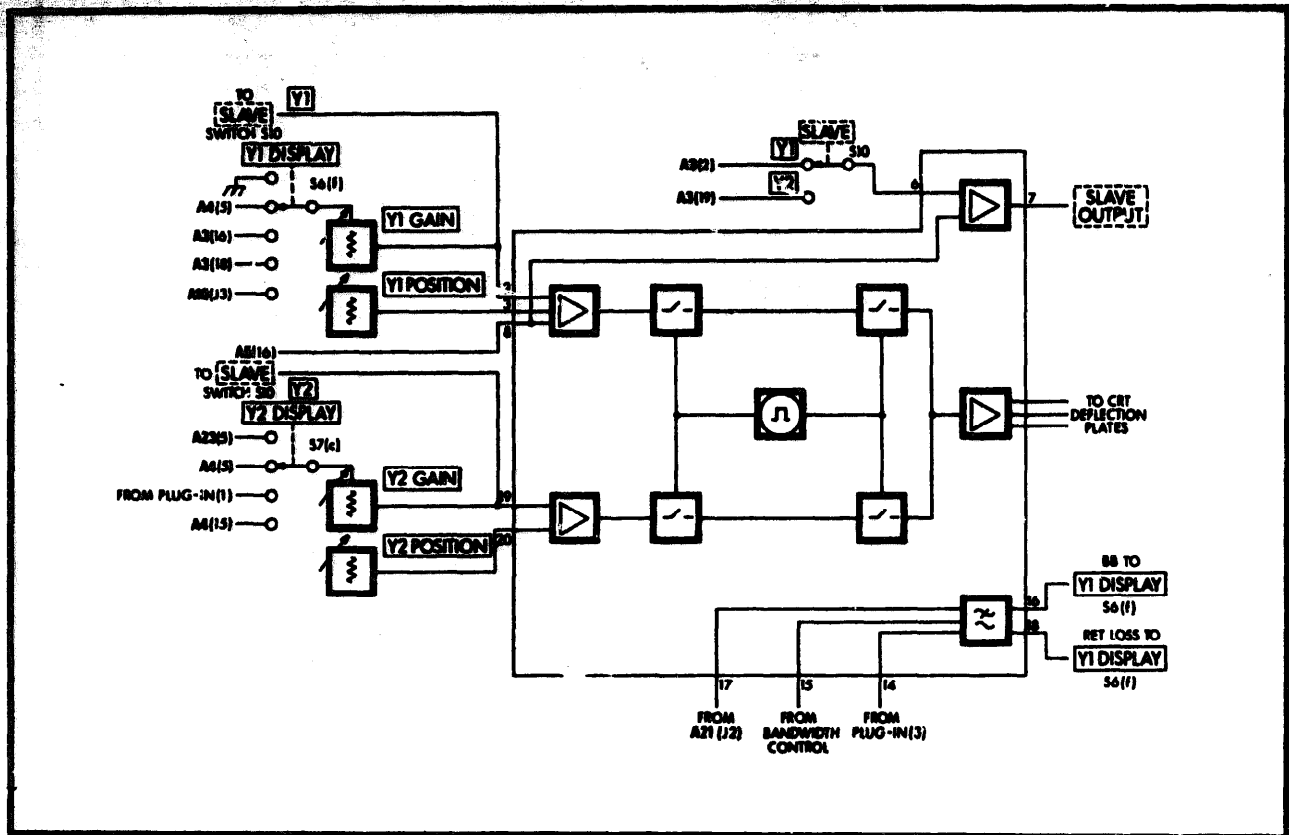 TO
SLAVE
SWITCH S10
Y1
Y1 DISPLAY
S6(f)
A4(5)
A3(16)
A3(18)
Y1 GAIN
Y1 POSITION
3
8
TO
SLAVE
SWITCH S10
Y2
Y2 DISPLAY
S7(c)
A23(5)
A4(5)
FROM PLUG-IN(1)
A4(15)
Y2 GAIN
19
Y2 POSITION
20
SLAVE
Y1
S10
A3(2)
Y2
A3(19)
6
7
SLAVE
OUTPUT
TO CRT
DEFLECTION
PLATES
BB TO
Y1 DISPLAY
S6(f)
16
RET LOSS TO
Y1 DISPLAY
S6(f)
18
17
15
14
FROM
A21 (J2)
FROM
BANDWIDTH
CONTROL
FROM
PLUG-IN(3)